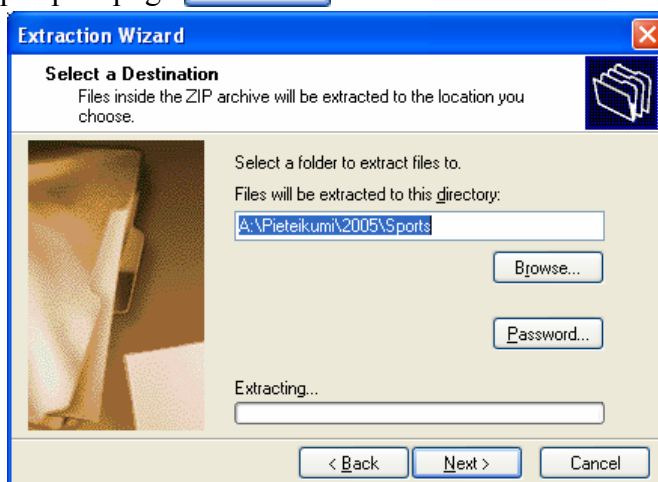 Extraction Wizard
Select a Destination
Files inside the ZIP archive will be extracted to the location you
choose.
Select a folder to extract files to.
Files will be extracted to this directory:
A:\Pieteikumi\2005\Sports
Browse...
Password...
Extracting...
< Back
Next >
Cancel